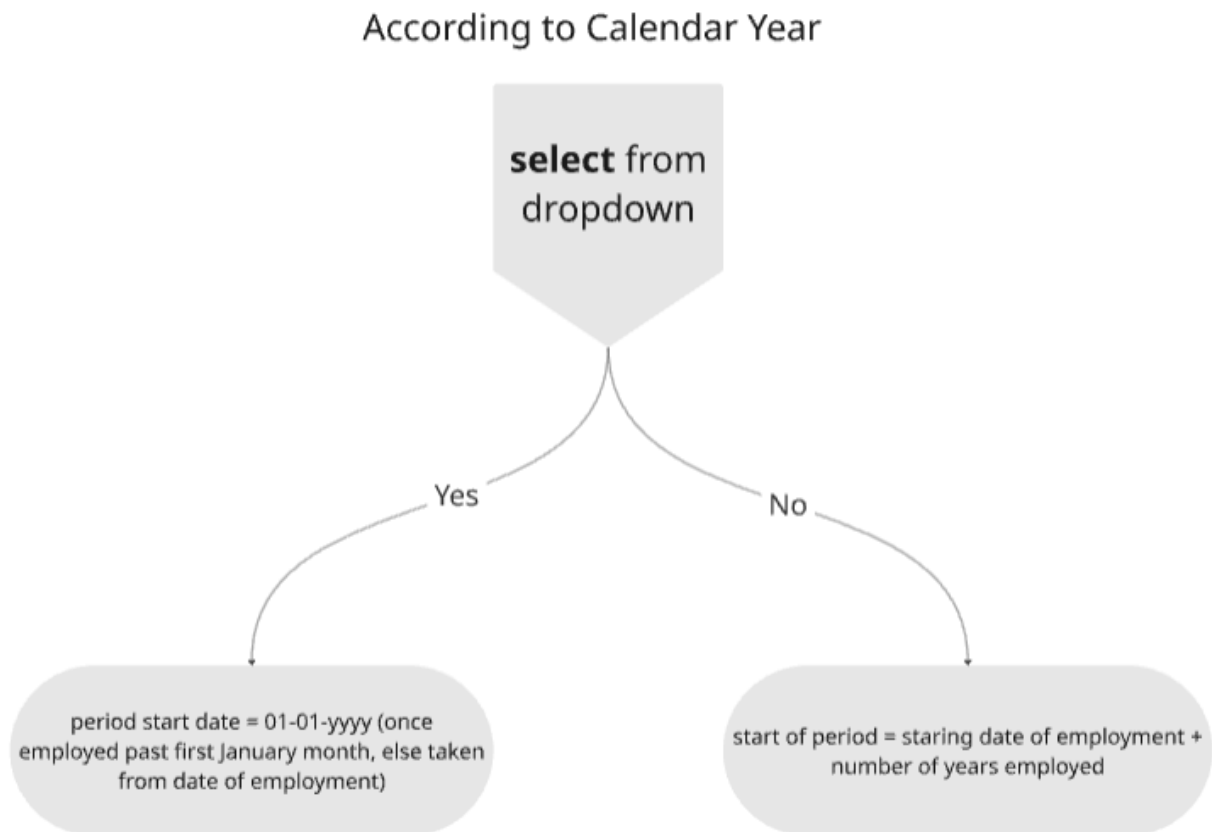 According to Calendar Year
select from
dropdown
Yes
No
period start date = 01-01-yyyy (once
employed past first January month, else taken
from date of employment)
start of period = staring date of employment +
number of years employed